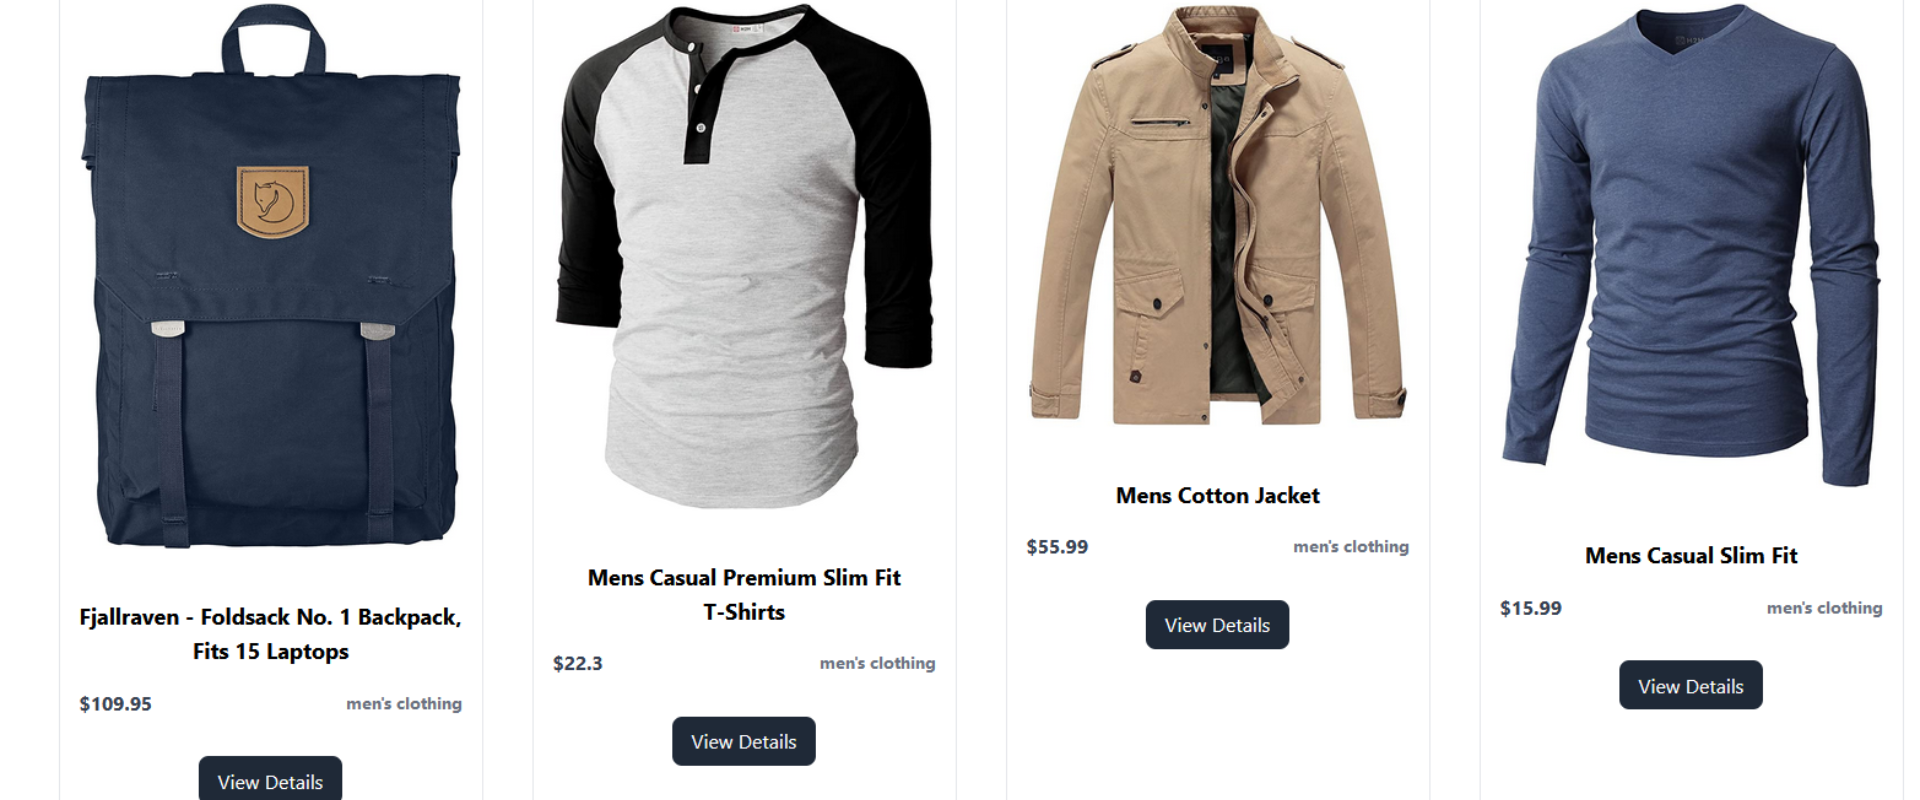 Fjallraven - Foldsack No. 1 Backpack,
Fits 15 Laptops
$109.95
men's clothing
View Details
Mens Casual Premium Slim Fit
T-Shirts
$22.3
men's clothing
View Details
Mens Cotton Jacket
$55.99
men's clothing
View Details
Mens Casual Slim Fit
$15.99
men's clothing
View Details